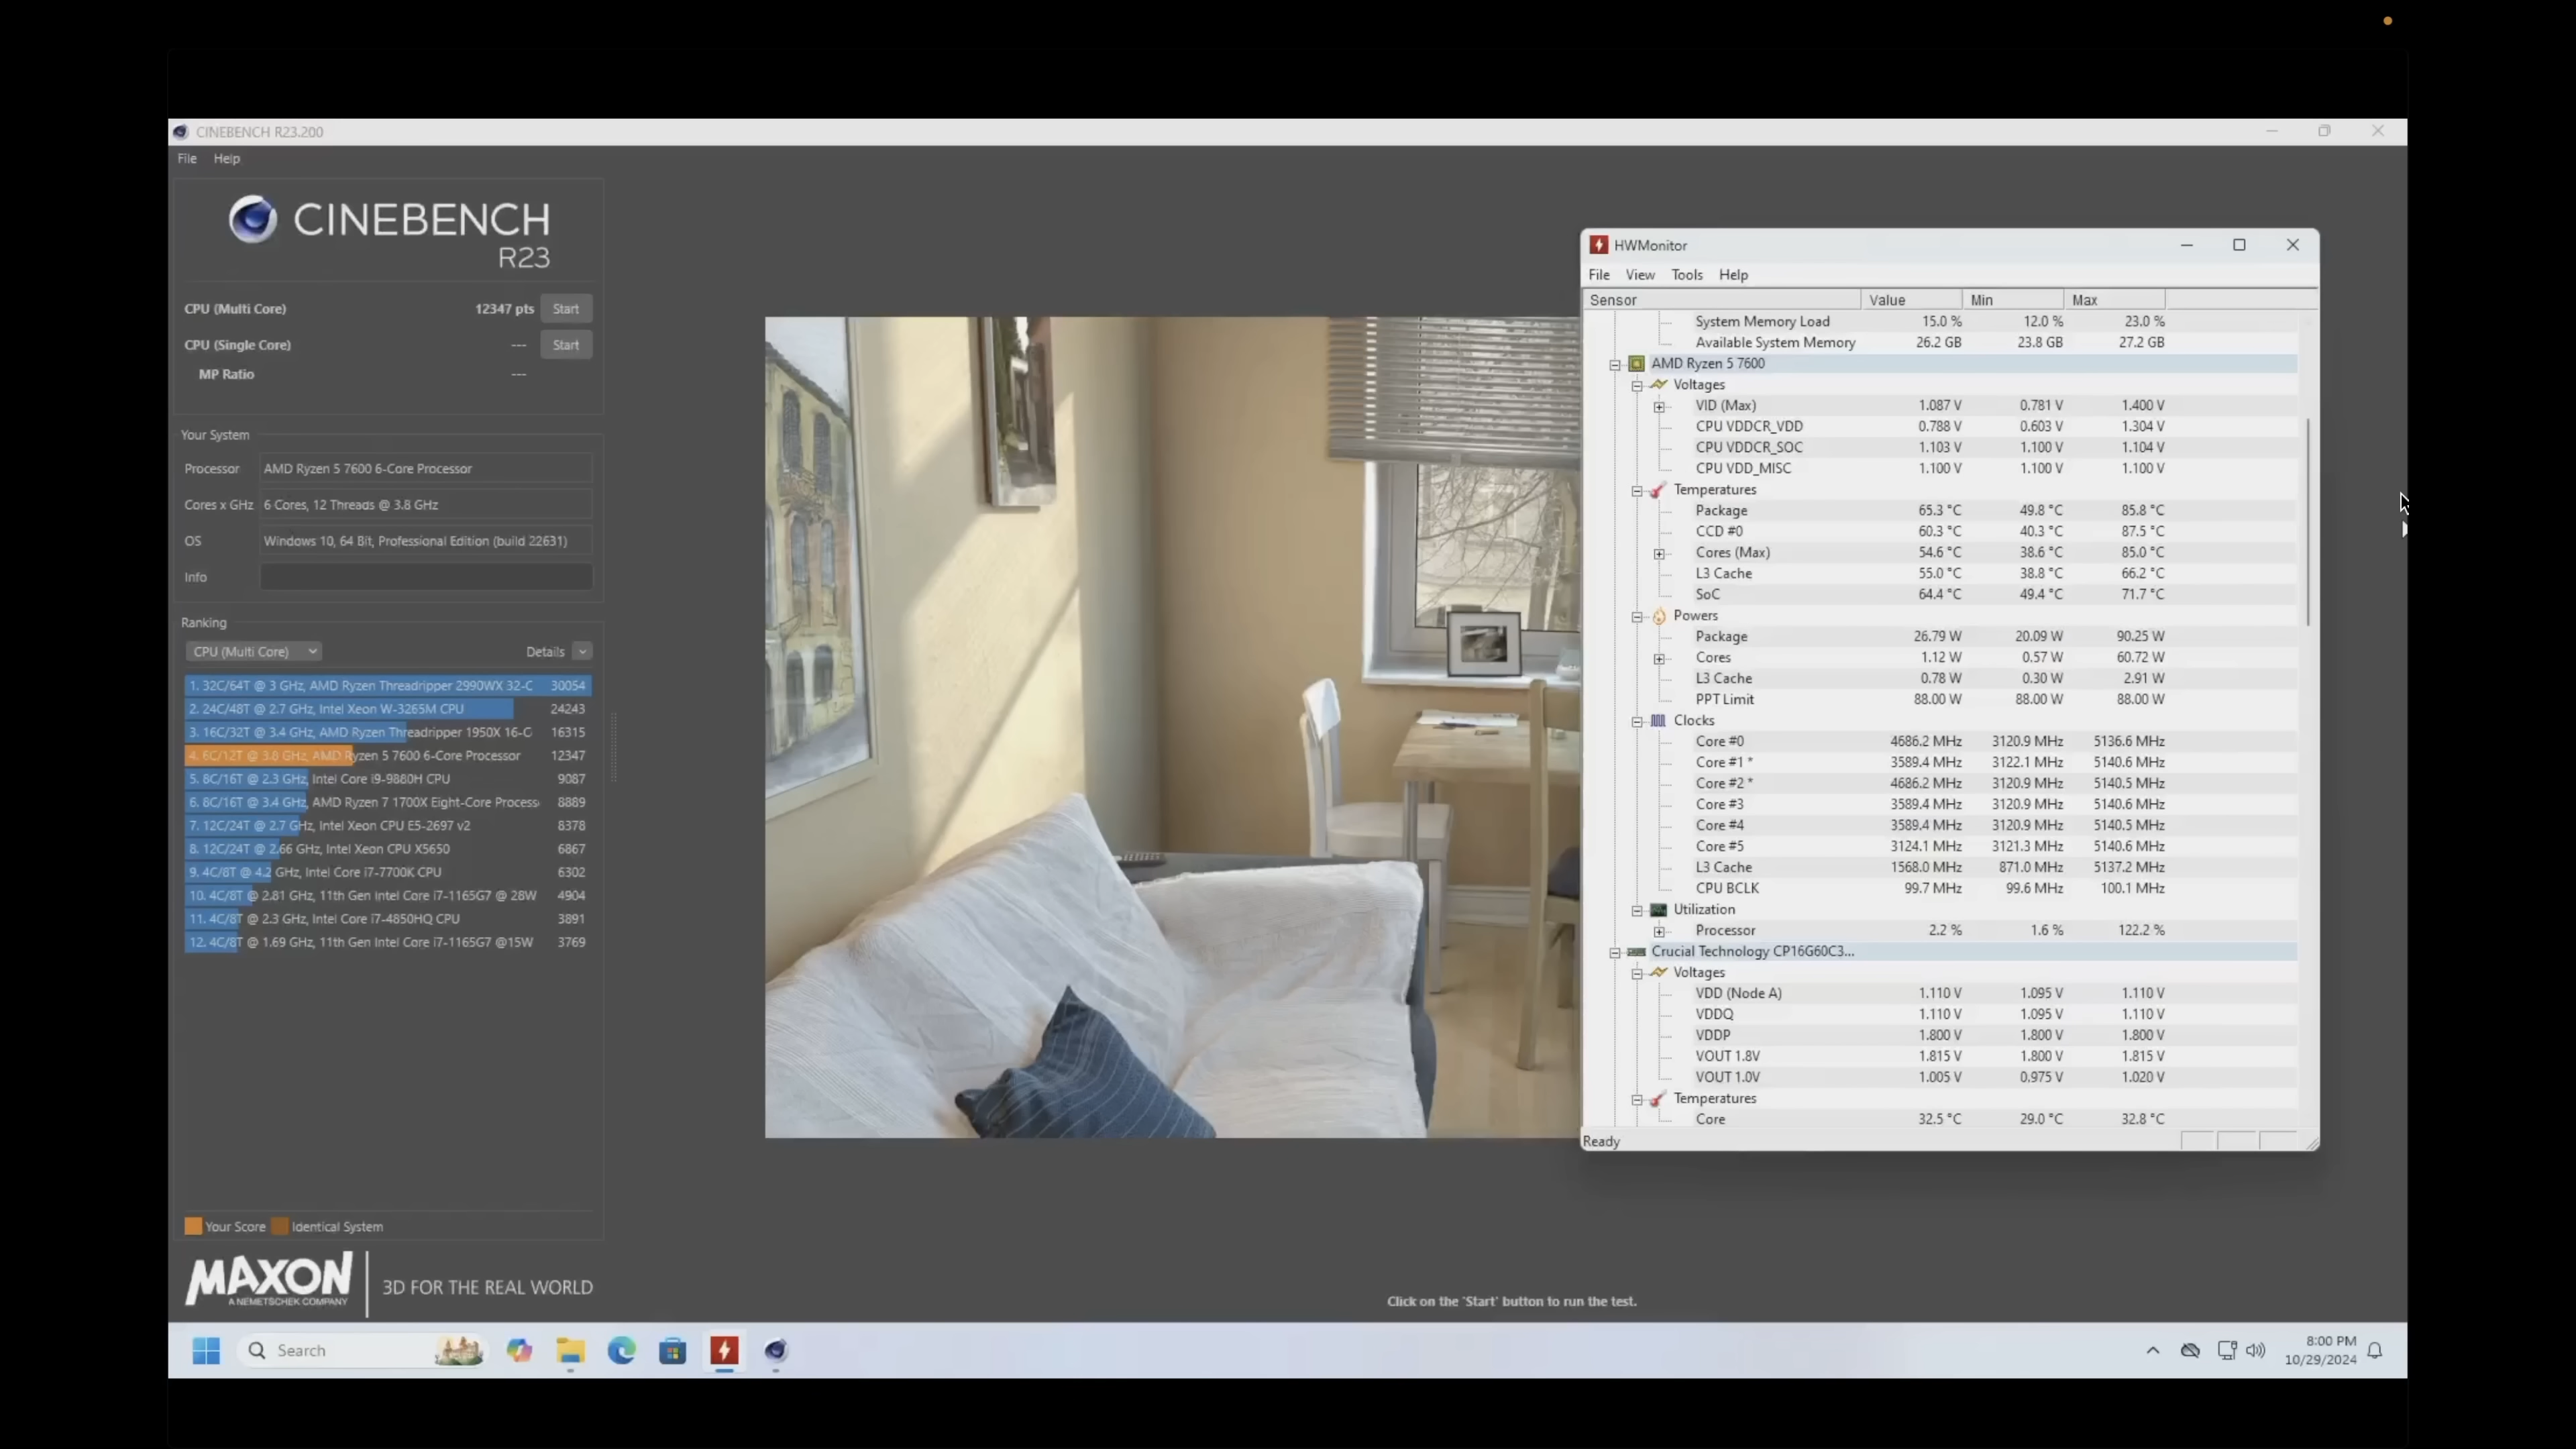 CINEBENCH R23.200
File Help
CINEBENCH
R23
CPU (Multi Core) 12347 pts Start
CPU (Single Core) --- Start
MP Ratio ---
Your System
Processor AMD Ryzen 5 7600 6-Core Processor
Cores x GHz 6 Cores, 12 Threads @ 3.8 GHz
OS Windows 10, 64 Bit, Professional Edition (build 22631)
Info
Ranking
CPU (Multi Core) Details
1. 32C/64T @ 3 GHz, AMD Ryzen Threadripper 2990WX 32-C 30054
2. 24C/48T @ 2.7 GHz, Intel Xeon W-3265M CPU 24243
3. 16C/32T @ 3.4 GHz, AMD Ryzen Threadripper 1950X 16-C 16315
4. 6C/12T @ 3.8 GHz, AMD Ryzen 5 7600 6-Core Processor 12347
5. 8C/16T @ 2.3 GHz, Intel Core i9-9880H CPU 9087
6. 8C/16T @ 3.4 GHz, AMD Ryzen 7 1700X Eight-Core Process 8889
7. 12C/24T @ 2.7 GHz, Intel Xeon CPU E5-2697 v2 8378
8. 12C/24T @ 2.66 GHz, Intel Xeon CPU X5650 6867
9. 4C/8T @ 4.2 GHz, Intel Core i7-7700K CPU 6302
10. 4C/8T @ 2.81 GHz, 11th Gen Intel Core i7-1165G7 @ 28W 4904
11. 4C/8T @ 2.3 GHz, Intel Core i7-4850HQ CPU 3891
12. 4C/8T @ 1.69 GHz, 11th Gen Intel Core i7-1165G7 @15W 3769
Your Score Identical System
MAXON
A NEMETSCHEK COMPANY
3D FOR THE REAL WORLD
Click on the 'Start' button to run the test.
HWMonitor
File View Tools Help
Sensor Value Min Max
System Memory Load 15.0 % 12.0 % 23.0 %
Available System Memory 26.2 GB 23.8 GB 27.2 GB
AMD Ryzen 5 7600
Voltages
VID (Max) 1.087 V 0.781 V 1.400 V
CPU VDDCR_VDD 0.788 V 0.603 V 1.304 V
CPU VDDCR_SOC 1.103 V 1.100 V 1.104 V
CPU VDD_MISC 1.100 V 1.100 V 1.100 V
Temperatures
Package 65.3 °C 49.8 °C 85.8 °C
CCD #0 60.3 °C 40.3 °C 87.5 °C
Cores (Max) 54.6 °C 38.6 °C 85.0 °C
L3 Cache 55.0 °C 38.8 °C 66.2 °C
SoC 64.4 °C 49.4 °C 71.7 °C
Powers
Package 26.79 W 20.09 W 90.25 W
Cores 1.12 W 0.57 W 60.72 W
L3 Cache 0.78 W 0.30 W 2.91 W
PPT Limit 88.00 W 88.00 W 88.00 W
Clocks
Core #0 4686.2 MHz 3120.9 MHz 5136.6 MHz
Core #1 * 3589.4 MHz 3122.1 MHz 5140.6 MHz
Core #2 * 4686.2 MHz 3120.9 MHz 5140.5 MHz
Core #3 3589.4 MHz 3120.9 MHz 5140.6 MHz
Core #4 3589.4 MHz 3120.9 MHz 5140.5 MHz
Core #5 3124.1 MHz 3121.3 MHz 5140.6 MHz
L3 Cache 1568.0 MHz 871.0 MHz 5137.2 MHz
CPU BCLK 99.7 MHz 99.6 MHz 100.1 MHz
Utilization
Processor 2.2 % 1.6 % 122.2 %
Crucial Technology CP16G60C3...
Voltages
VDD (Node A) 1.110 V 1.095 V 1.110 V
VDDQ 1.110 V 1.095 V 1.110 V
VDDP 1.800 V 1.800 V 1.800 V
VOUT 1.8V 1.815 V 1.800 V 1.815 V
VOUT 1.0V 1.005 V 0.975 V 1.020 V
Temperatures
Core 32.5 °C 29.0 °C 32.8 °C
Ready
Search
8:00 PM
10/29/2024